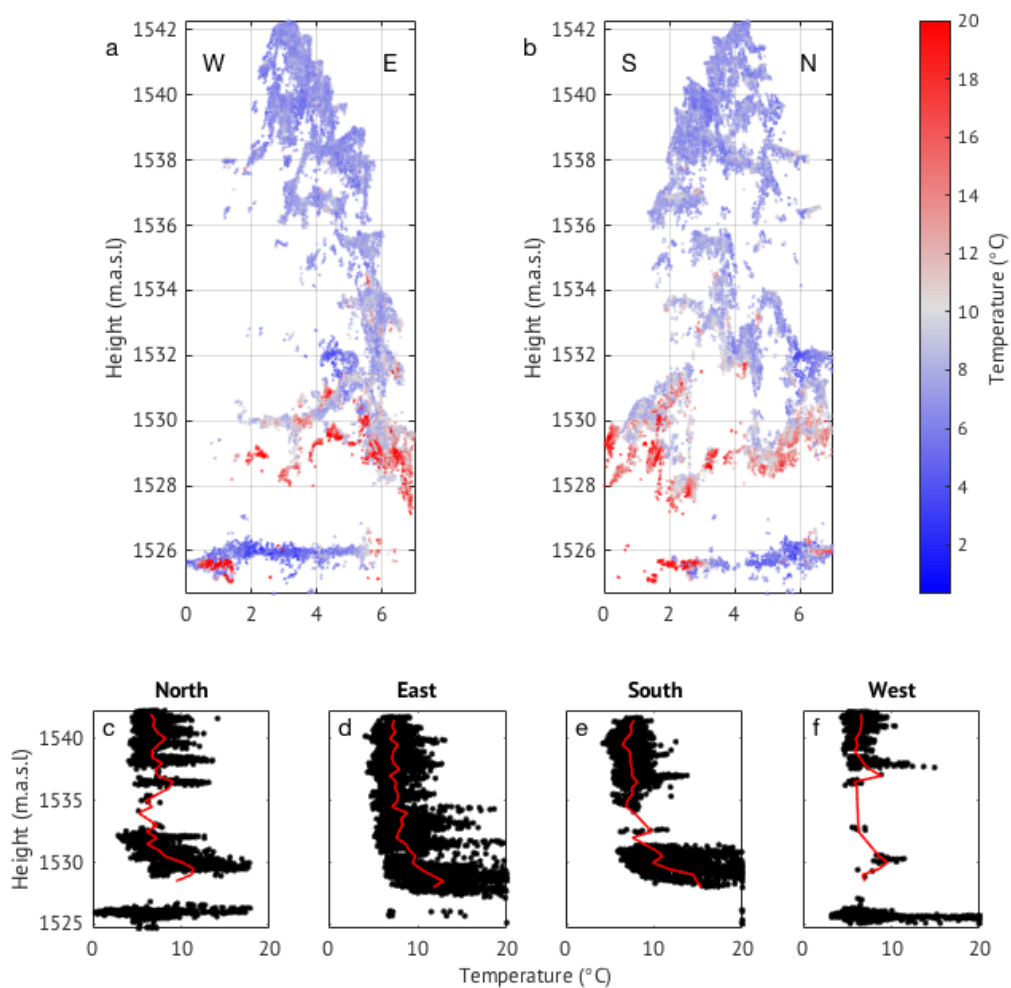 a W E
b S N
1542 1540 1538 1536 1534 1532 1530 1528 1526
Height (m.a.s.l)
0 2 4 6
1542 1540 1538 1536 1534 1532 1530 1528 1526
Height (m.a.s.l)
0 2 4 6
20 18 16 14 12 10 8 6 4 2
Temperature (°C)
North East South West
c d e f
1540 1535 1530 1525
Height (m.a.s.l)
0 10 20 0 10 20 0 10 20 0 10 20
Temperature (°C)